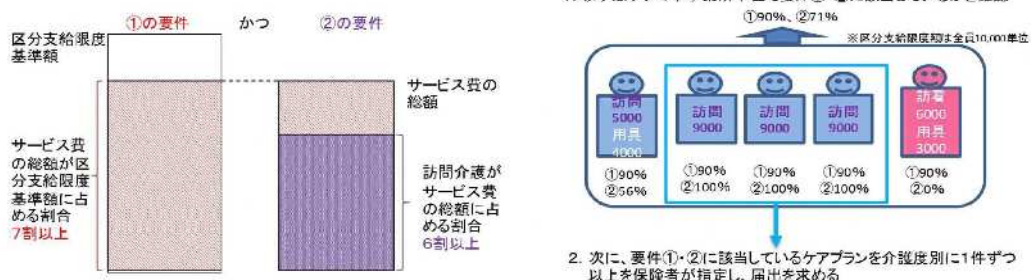 ①の要件　かつ　②の要件
区分支給限度
基準額
サービス費の
総額
サービス費
の総額が区
分支給限度
基準額に占
める割合
7割以上
訪問介護が
サービス費
の総額に占
める割合
6割以上
①90%、②71%
※区分支給限度額は全員10,000単位
訪問
5000
用具
4000
訪問
9000
訪問
9000
訪問
9000
訪看
6000
用具
3000
①90%
②56%
①90%
②100%
①90%
②100%
①90%
②100%
①90%
②0%
2. 次に、要件①・②に該当しているケアプランを介護度別に1件ずつ
以上を保険者が指定し、届出を求める